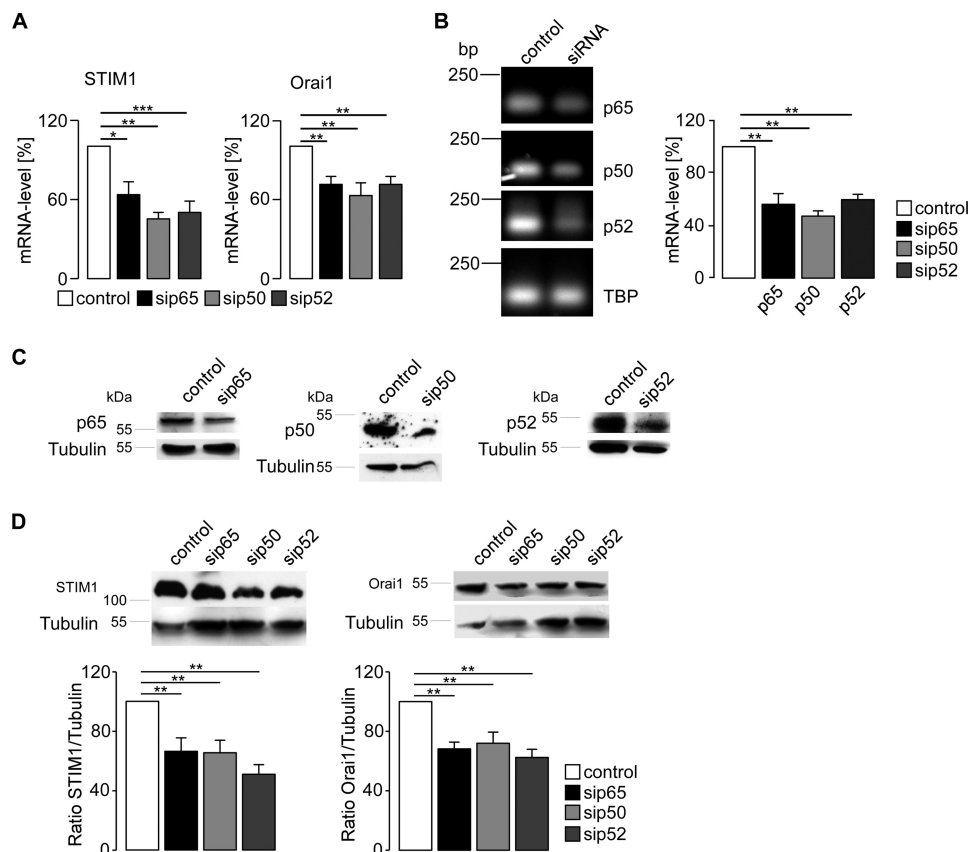 A
STIM1
Orai1
***
**
*
**
**
**
mRNA-level [%]
120
60
0
mRNA-level [%]
120
60
0
control sip65 sip50 sip52
B
control siRNA
bp
250
p65
250
p50
250
p52
250
TBP
**
**
**
mRNA-level [%]
120
80
40
0
p65 p50 p52
control
sip65
sip50
sip52
C
control sip65
kDa
p65
55
Tubulin 55
control sip50
kDa
55
p50
Tubulin 55
control sip52
kDa
55
p52
Tubulin 55
D
control sip65 sip50 sip52
STIM1
100
Tubulin 55
control sip65 sip50 sip52
Orai1 55
Tubulin 55
**
**
**
Ratio STIM1/Tubulin
120
80
40
0
**
**
**
Ratio Orai1/Tubulin
120
80
40
0
control
sip65
sip50
sip52